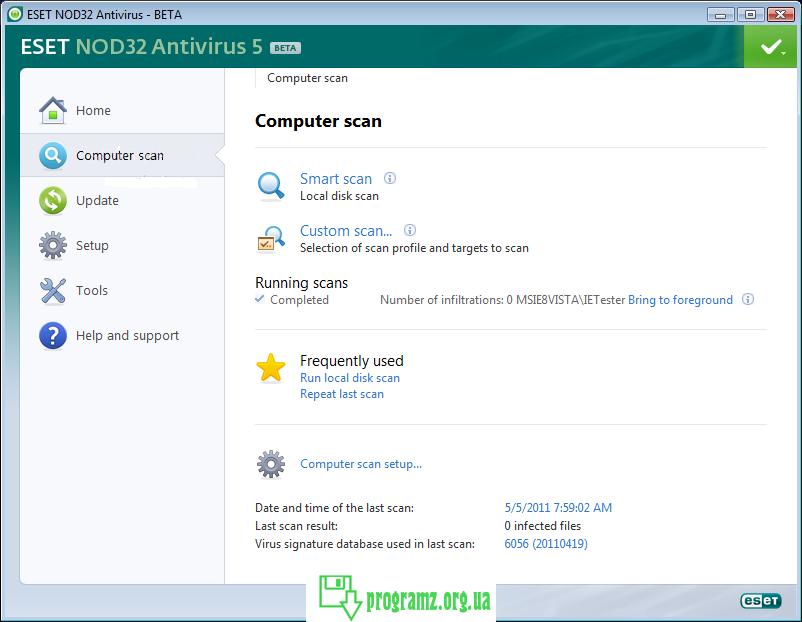 ESET NOD32 Antivirus - BETA
ESET NOD32 Antivirus 5 BETA
Computer scan
Home
Computer scan
Update
Setup
Tools
Help and support
Computer scan
Smart scan
Local disk scan
Custom scan...
Selection of scan profile and targets to scan
Running scans
Completed Number of infiltrations: 0 MSIE8VISTA\IETester Bring to foreground
Frequently used
Run local disk scan
Repeat last scan
Computer scan setup...
Date and time of the last scan: 5/5/2011 7:59:02 AM
Last scan result: 0 infected files
Virus signature database used in last scan: 6056 (20110419)
programz.org.ua
eseT